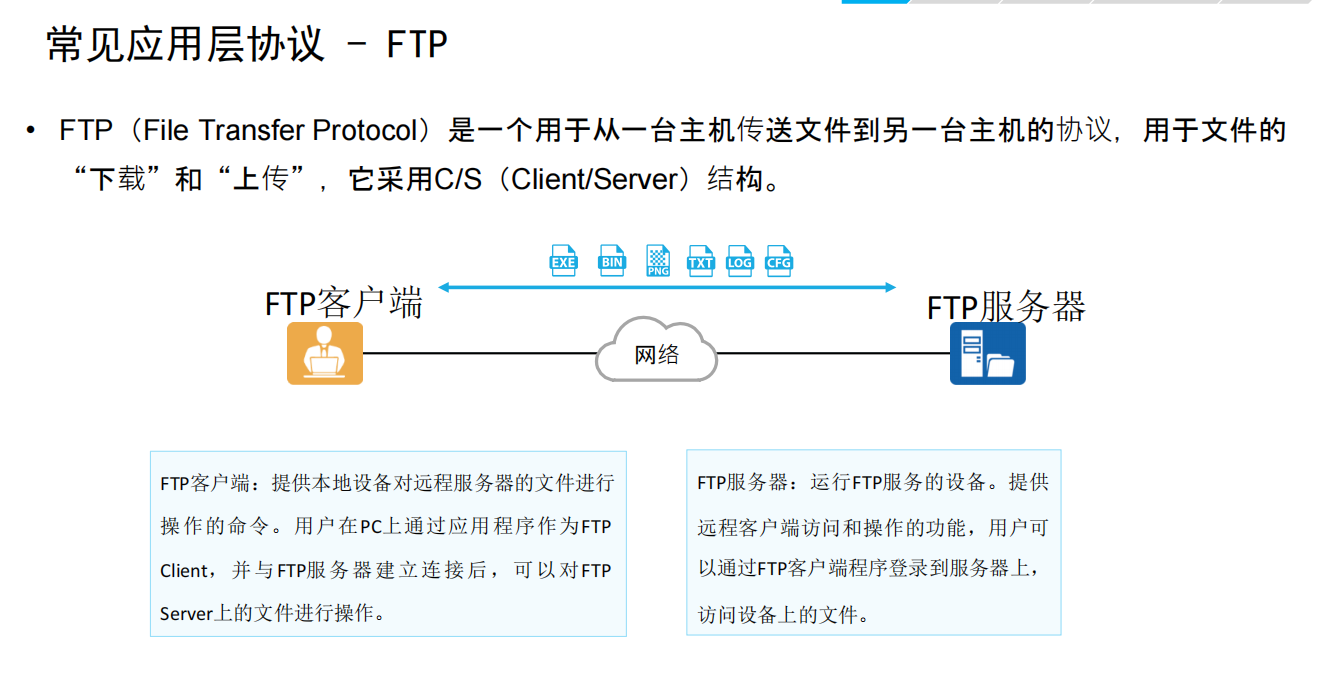 常见应用层协议 – FTP
• FTP（File Transfer Protocol）是一个用于从一台主机传送文件到另一台主机的协议，用于文件的
“下载”和“上传”，它采用C/S（Client/Server）结构。
EXE BIN PNG TXT LOG CFG
FTP客户端
FTP服务器
网络
FTP客户端：提供本地设备对远程服务器的文件进行
操作的命令。用户在PC上通过应用程序作为FTP
Client，并与FTP服务器建立连接后，可以对FTP
Server上的文件进行操作。
FTP服务器：运行FTP服务的设备。提供
远程客户端访问和操作的功能，用户可
以通过FTP客户端程序登录到服务器上，
访问设备上的文件。